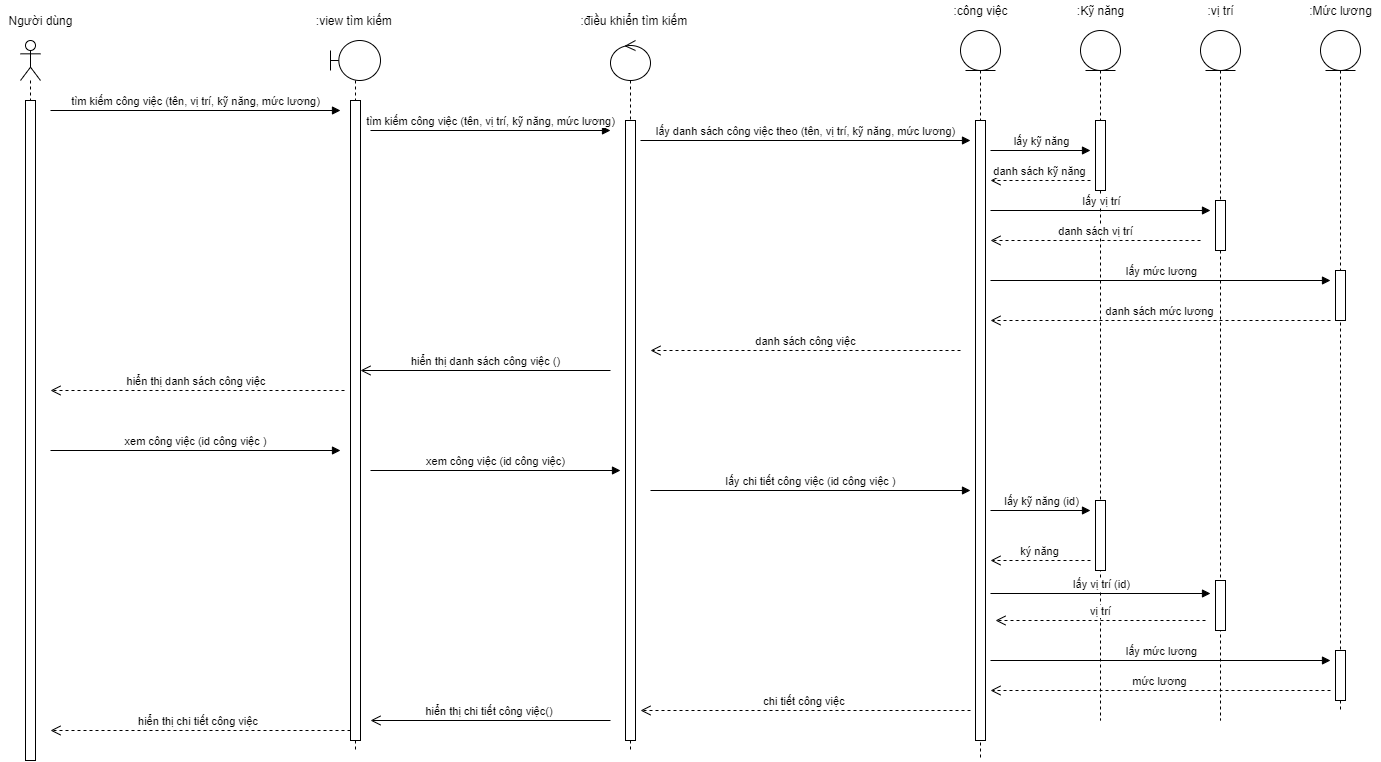 Người dùng
:view tìm kiếm
:điều khiển tìm kiếm
:công việc
:Kỹ năng
:vị trí
:Mức lương
tìm kiếm công việc (tên, vị trí, kỹ năng, mức lương)
tìm kiếm công việc (tên, vị trí, kỹ năng, mức lương)
lấy danh sách công việc theo (tên, vị trí, kỹ năng, mức lương)
lấy kỹ năng
danh sách kỹ năng
lấy vị trí
danh sách vị trí
lấy mức lương
danh sách mức lương
danh sách công việc
hiển thị danh sách công việc ()
hiển thị danh sách công việc
xem công việc (id công việc )
xem công việc (id công việc)
lấy chi tiết công việc (id công việc )
lấy kỹ năng (id)
ký năng
lấy vị trí (id)
vị trí
lấy mức lương
mức lương
chi tiết công việc
hiển thị chi tiết công việc()
hiển thị chi tiết công việc